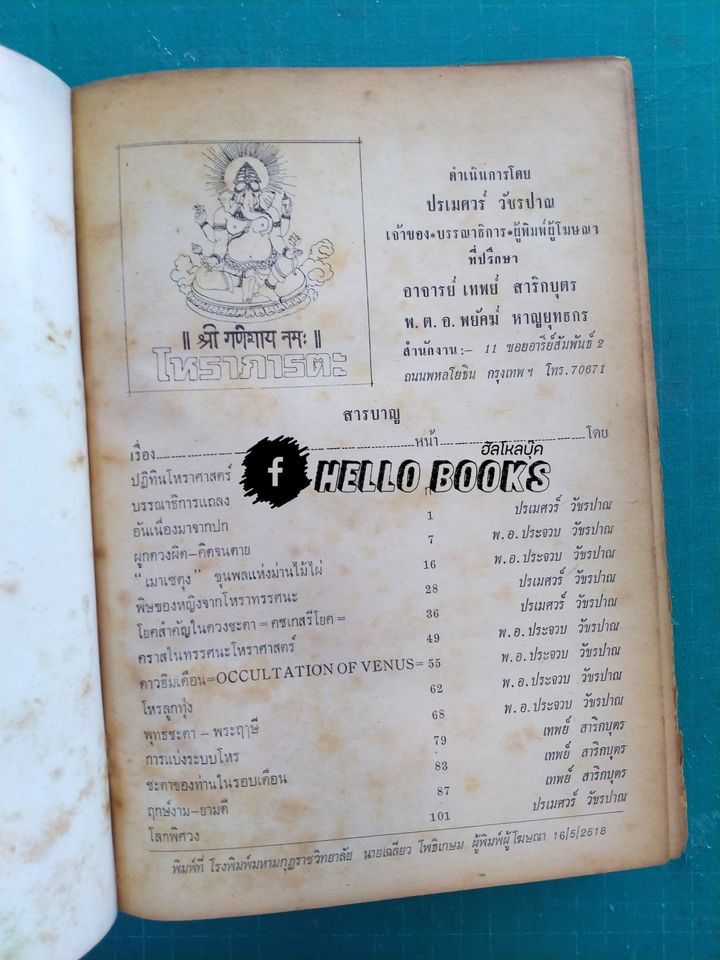 ดำเนินการโดย
ปรเมศวร์ วัชรปาณ
เจ้าของ•บรรณาธิการ•ผู้พิมพ์ผู้โฆษณา
ที่ปรึกษา
อาจารย์ เทพย์ สาริกบุตร
พ.ต.อ.พยัคฆ์ หาญยุทธกร
สำนักงาน:- 11 ซอยอารีย์สัมพันธ์ 2
ถนนพหลโยธิน กรุงเทพฯ โทร.70671
॥ श्री गणेशाय नमः ॥
โหราภารตะ
สารบาญ
เรื่อง หน้า โดย
ฮัลโหลบุ๊ค
f HELLO BOOKS
ปฏิทินโหราศาสตร์
บรรณาธิการแถลง
อันเนื่องมาจากปก 1 ปรเมศวร์ วัชรปาณ
ผูกดวงผิด-คิดจนตาย 7 พ.อ.ประจวบ วัชรปาณ
“เมาเซตุง” ขุนพลแห่งม่านไม้ไผ่ 16 พ.อ.ประจวบ วัชรปาณ
พิษของหญิงจากโหราทรรศนะ 28 ปรเมศวร์ วัชรปาณ
โยคสำคัญในดวงชะตา = คชเกสรีโยค = 36 ปรเมศวร์ วัชรปาณ
คราสในทรรศนะโหราศาสตร์ 49 พ.อ.ประจวบ วัชรปาณ
ดาวธิมเดือน=OCCULTATION OF VENUS= 55 พ.อ.ประจวบ วัชรปาณ
โหรลูกทุ่ง 62 พ.อ.ประจวบ วัชรปาณ
พุทธชะตา - พระฤๅษี 68 เทพย์ สาริกบุตร
การแบ่งระบบโหร 79 เทพย์ สาริกบุตร
ชะตาของท่านในรอบเดือน 83 เทพย์ สาริกบุตร
ฤกษ์งาม-ยามดี 87 ปรเมศวร์ วัชรปาณ
โลกพิศวง 101
พิมพ์ที่ โรงพิมพ์มหามกุฏราชวิทยาลัย นายเฉลียว โพธิเกษม ผู้พิมพ์ผู้โฆษณา 16/5/2518